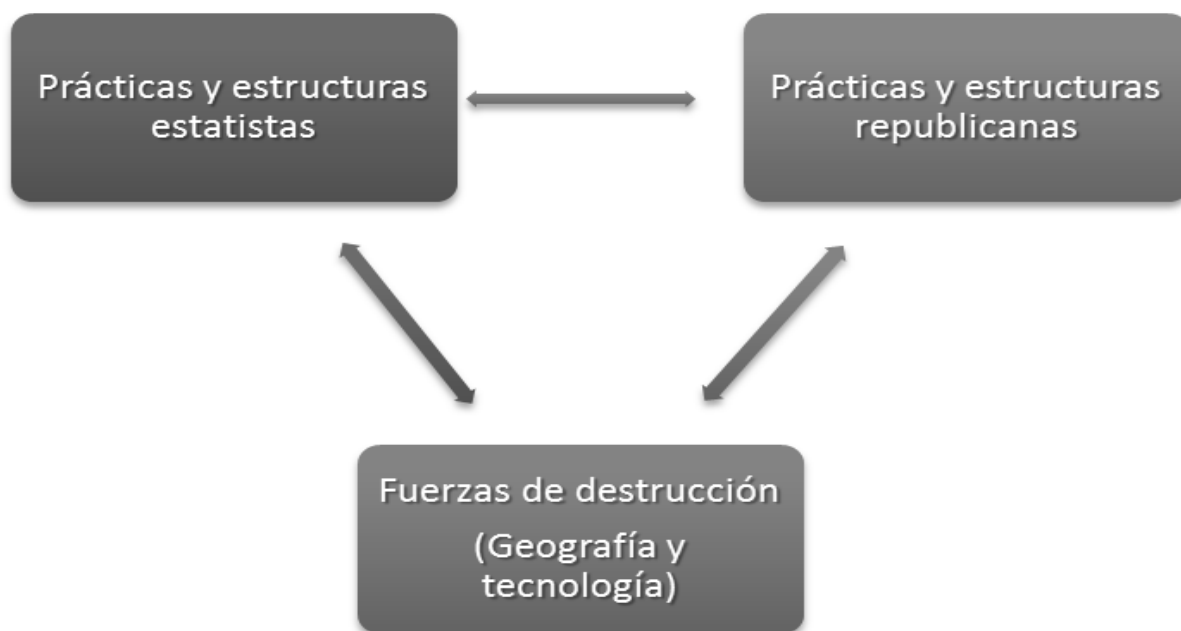 Prácticas y estructuras
estatistas
Prácticas y estructuras
republicanas
Fuerzas de destrucción
(Geografía y
tecnología)